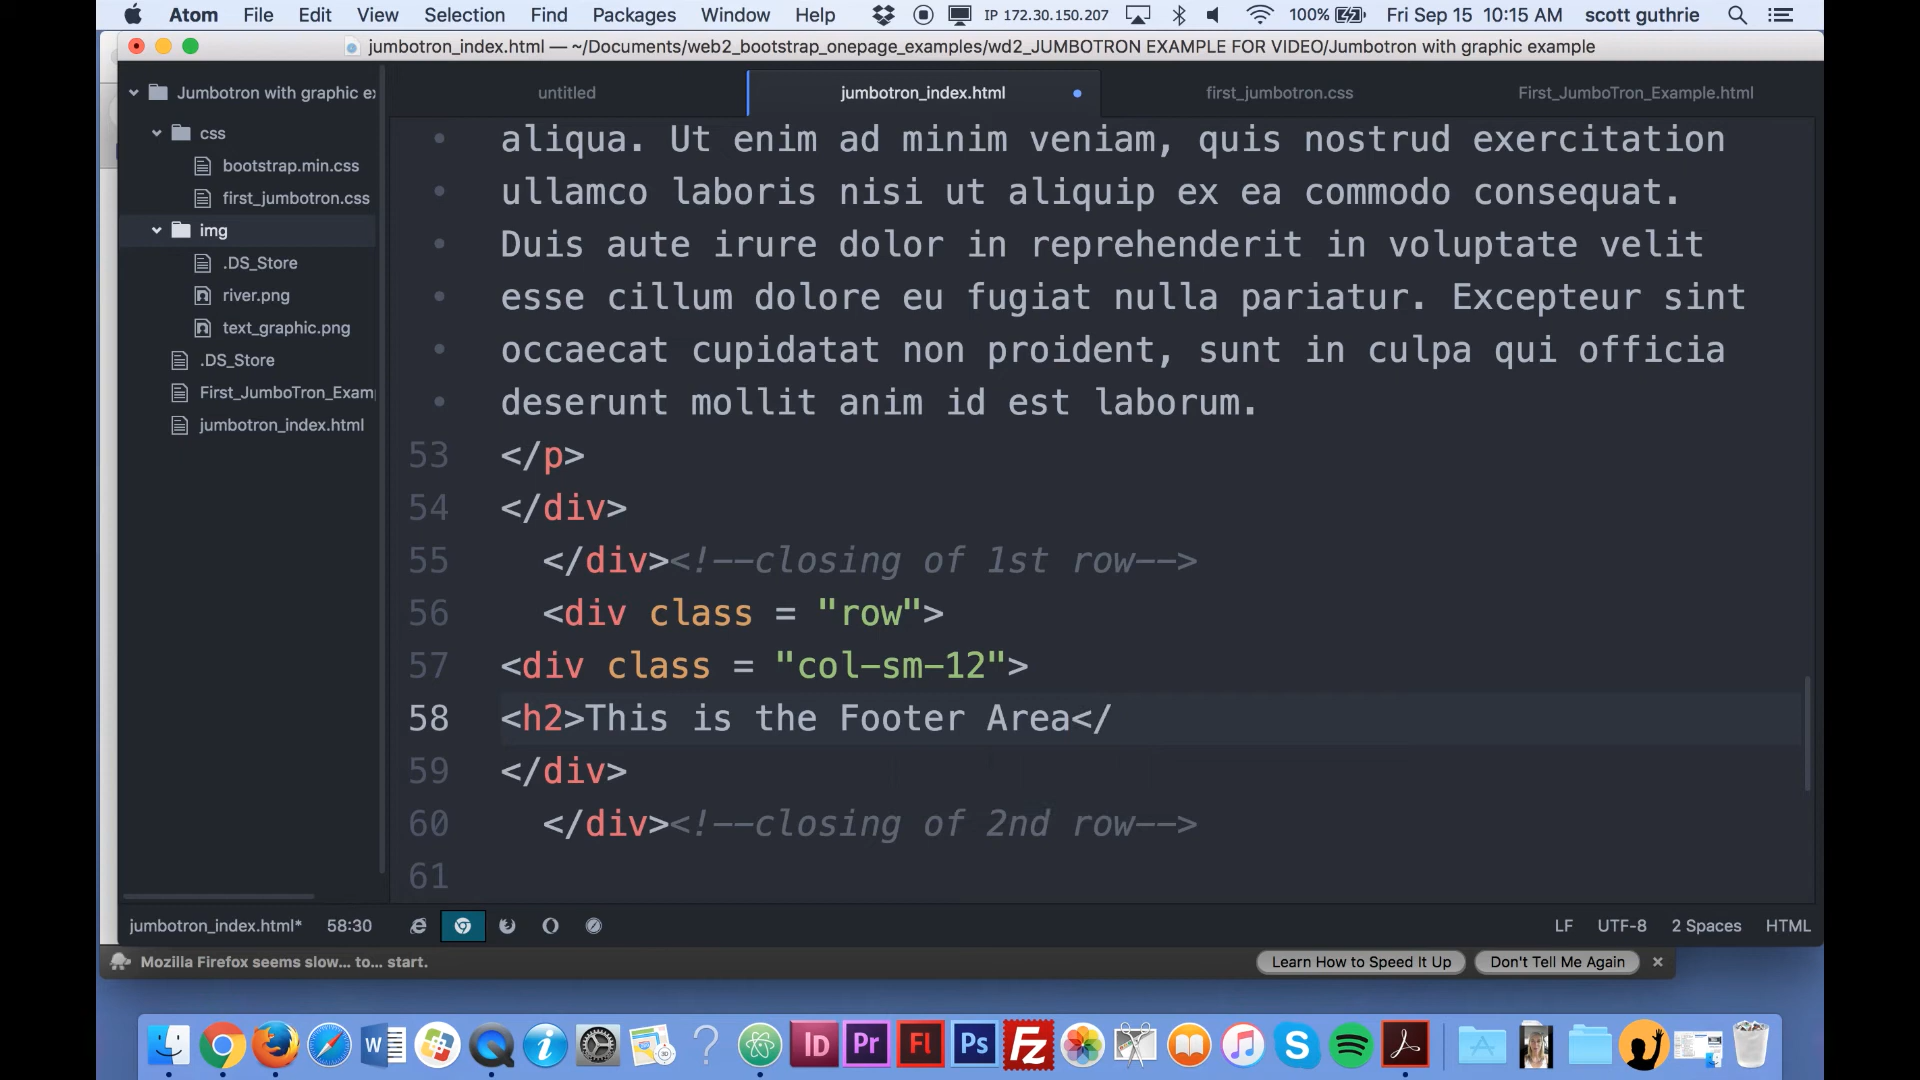 Atom File Edit View Selection Find Packages Window Help IP 172.30.150.207 100% Fri Sep 15 10:15 AM scott guthrie
jumbotron_index.html — ~/Documents/web2_bootstrap_onepage_examples/wd2_JUMBOTRON EXAMPLE FOR VIDEO/Jumbotron with graphic example
Jumbotron with graphic e
css
bootstrap.min.css
first_jumbotron.css
img
.DS_Store
river.png
text_graphic.png
.DS_Store
First_JumboTron_Exam
jumbotron_index.html
untitled jumbotron_index.html first_jumbotron.css First_JumboTron_Example.html
aliqua. Ut enim ad minim veniam, quis nostrud exercitation
ullamco laboris nisi ut aliquip ex ea commodo consequat.
Duis aute irure dolor in reprehenderit in voluptate velit
esse cillum dolore eu fugiat nulla pariatur. Excepteur sint
occaecat cupidatat non proident, sunt in culpa qui officia
deserunt mollit anim id est laborum.
53 </p>
54 </div>
55 </div><!--closing of 1st row-->
56 <div class = "row">
57 <div class = "col-sm-12">
58 <h2>This is the Footer Area</
59 </div>
60 </div><!--closing of 2nd row-->
61
jumbotron_index.html* 58:30 LF UTF-8 2 Spaces HTML
Mozilla Firefox seems slow... to... start. Learn How to Speed It Up Don't Tell Me Again
W Id Pr Fl Ps Fz